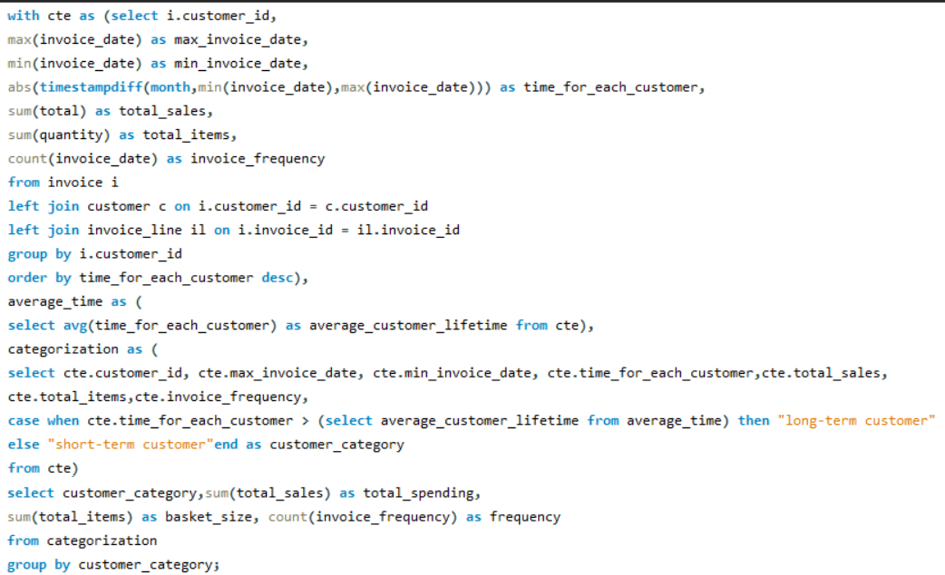 with cte as (select i.customer_id,
max(invoice_date) as max_invoice_date,
min(invoice_date) as min_invoice_date,
abs(timestampdiff(month,min(invoice_date),max(invoice_date))) as time_for_each_customer,
sum(total) as total_sales,
sum(quantity) as total_items,
count(invoice_date) as invoice_frequency
from invoice i
left join customer c on i.customer_id = c.customer_id
left join invoice_line il on i.invoice_id = il.invoice_id
group by i.customer_id
order by time_for_each_customer desc),
average_time as (
select avg(time_for_each_customer) as average_customer_lifetime from cte),
categorization as (
select cte.customer_id, cte.max_invoice_date, cte.min_invoice_date, cte.time_for_each_customer,cte.total_sales,
cte.total_items,cte.invoice_frequency,
case when cte.time_for_each_customer > (select average_customer_lifetime from average_time) then "long-term customer"
else "short-term customer"end as customer_category
from cte)
select customer_category,sum(total_sales) as total_spending,
sum(total_items) as basket_size, count(invoice_frequency) as frequency
from categorization
group by customer_category;